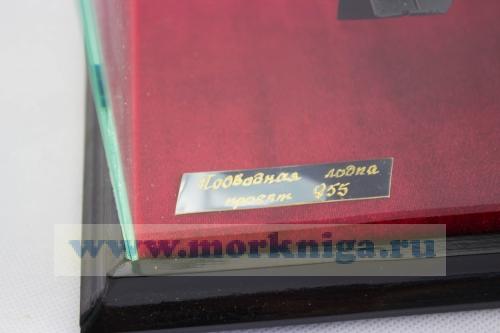 Подводная лодка
проект 955
www.morkniga.ru